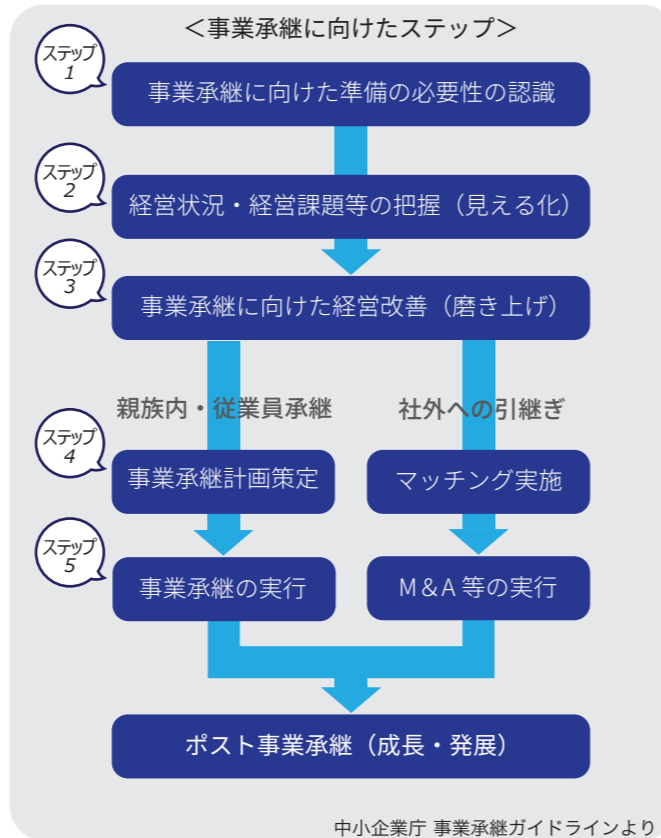 ＜事業承継に向けたステップ＞
ステップ
1
事業承継に向けた準備の必要性の認識
ステップ
2
経営状況・経営課題等の把握（見える化）
ステップ
3
事業承継に向けた経営改善（磨き上げ）
親族内・従業員承継
社外への引継ぎ
ステップ
4
事業承継計画策定
マッチング実施
ステップ
5
事業承継の実行
M&A 等の実行
ポスト事業承継（成長・発展）
中小企業庁 事業承継ガイドラインより